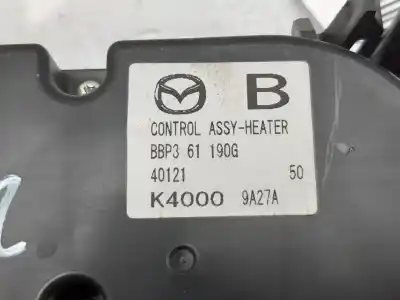 B
CONTROL ASSY-HEATER
BBP3 61 190G
40121 50
K4000 9A27A